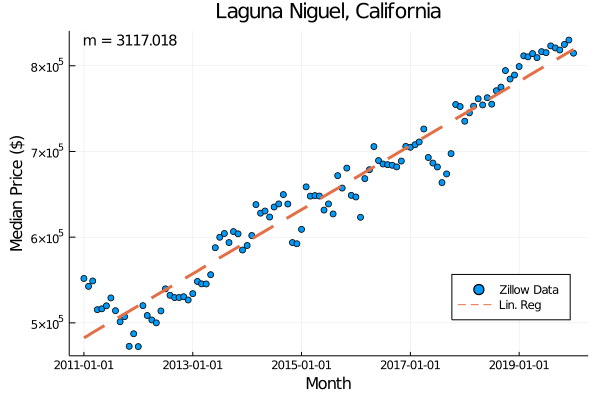 Laguna Niguel, California
m = 3117.018
8×10⁵
7×10⁵
6×10⁵
5×10⁵
Median Price ($)
Zillow Data
Lin. Reg
2011-01-01 2013-01-01 2015-01-01 2017-01-01 2019-01-01
Month